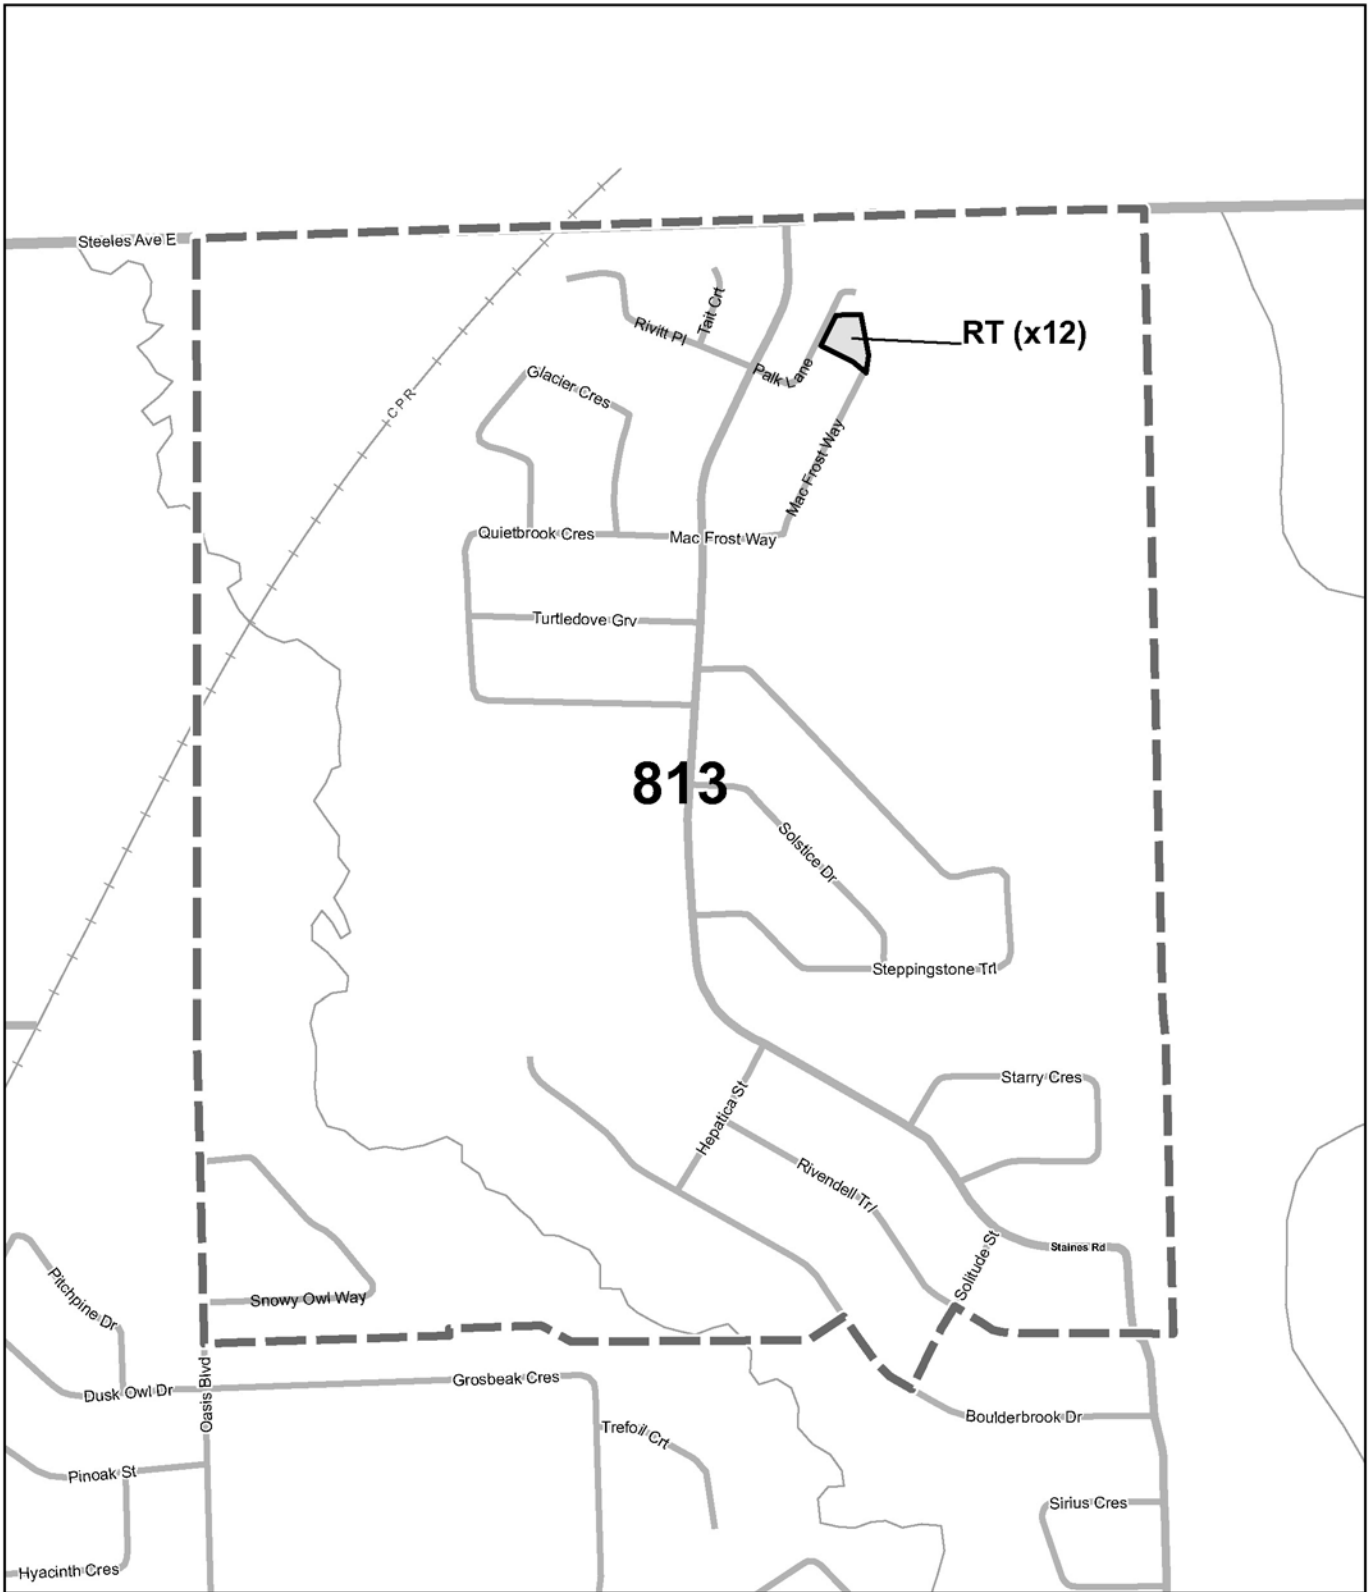 Steeles Ave E
Rivitt Pl
Tait Crt
RT (x12)
Palk Lane
Glacier Cres
CPR
Mac Frost Way
Quietbrook Cres
Mac Frost Way
Turtledove Grv
813
Solstice Dr
Steppingstone Trl
Starry Cres
Hepatica St
Rivendell Trl
Solitude St
Staines Rd
Pitchpine Dr
Snowy Owl Way
Oasis Blvd
Dusk Owl Dr
Grosbeak Cres
Boulderbrook Dr
Trefoil Crt
Pinoak St
Sirius Cres
Hyacinth Cres